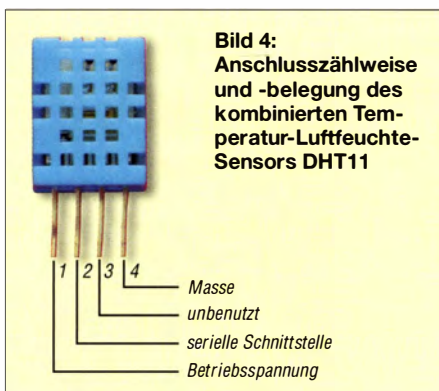 Bild 4:
Anschlusszählweise
und -belegung des
kombinierten Tem-
peratur-Luftfeuchte-
Sensors DHT11
1 2 3 4
Masse
unbenutzt
serielle Schnittstelle
Betriebsspannung